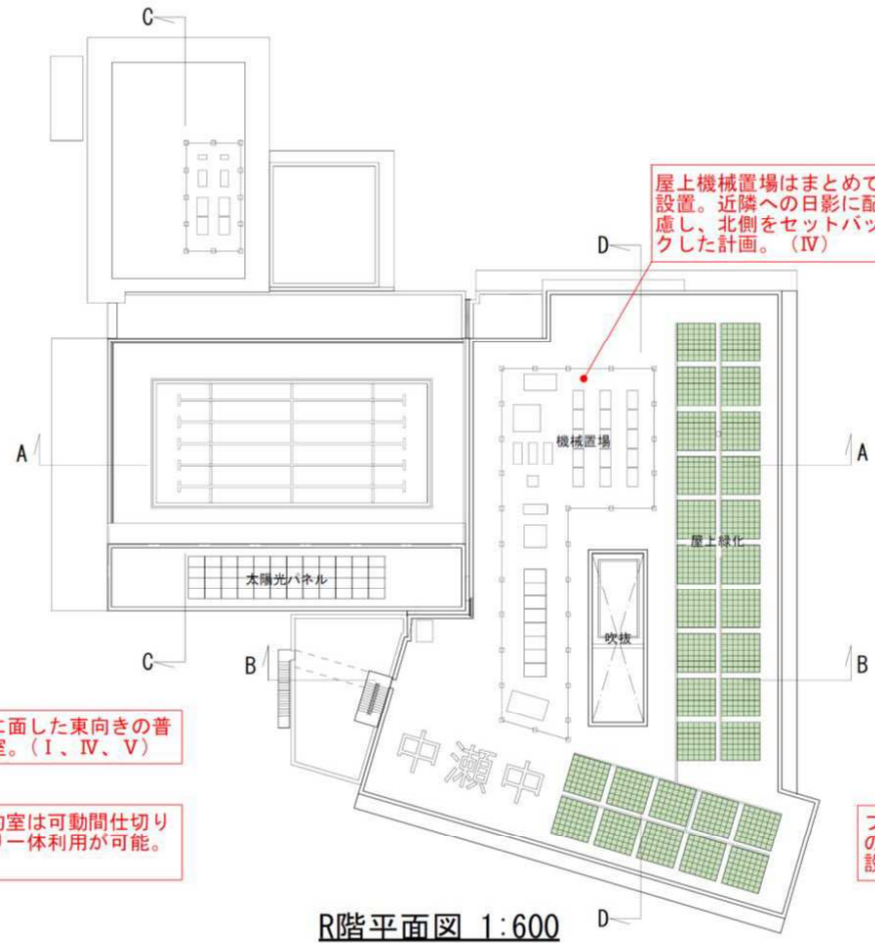 C
屋上機械置場はまとめて
設置。近隣への日影に配
慮し、北側をセットバッ
クした計画。（Ⅳ）
D
A
機械置場
A
屋上緑化
太陽光パネル
吹抜
C
B
B
に面した東向きの普
室。（Ⅰ、Ⅳ、Ⅴ）
中瀬中
室は可動間仕切り
り一体利用が可能。
の
設
R階平面図 1:600
D